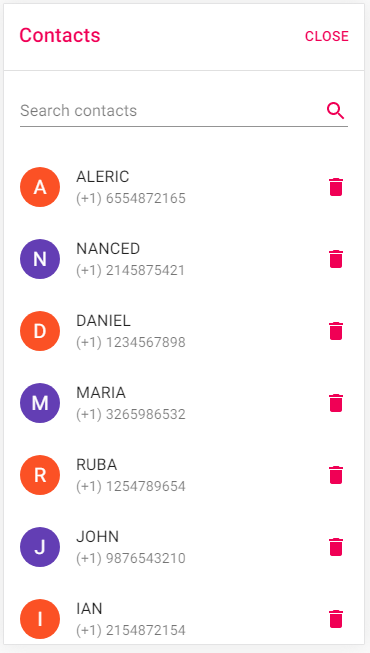 Contacts CLOSE
Search contacts
A ALERIC
(+1) 6554872165
N NANCED
(+1) 2145875421
D DANIEL
(+1) 1234567898
M MARIA
(+1) 3265986532
R RUBA
(+1) 1254789654
J JOHN
(+1) 9876543210
I IAN
(+1) 2154872154